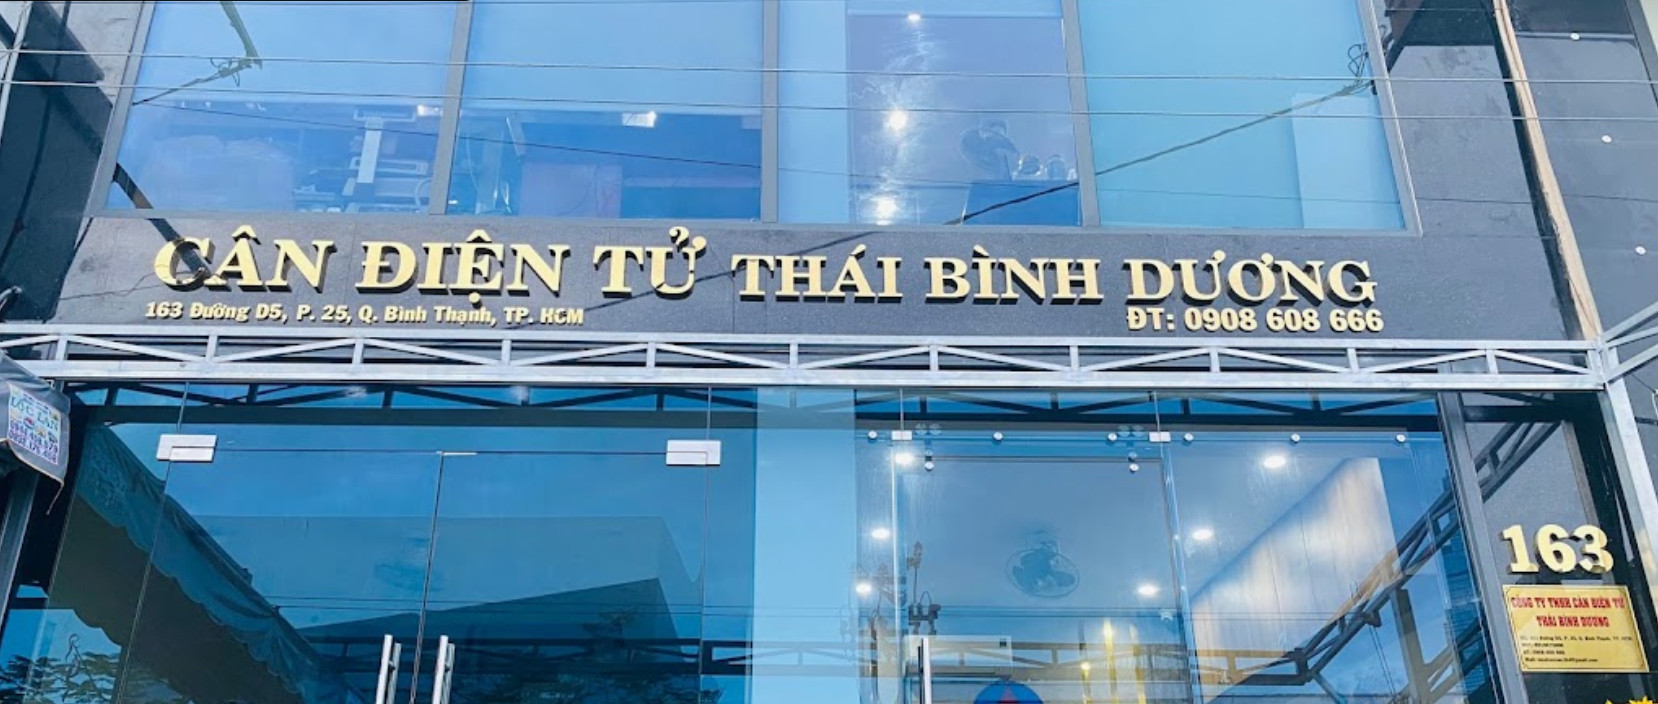 CÂN ĐIỆN TỬ THÁI BÌNH DƯƠNG
163 Đường D5, P. 25, Q. Bình Thạnh, TP. HCM
ĐT: 0908 608 666
163
CÔNG TY TNHH CÂN ĐIỆN TỬ
THÁI BÌNH DƯƠNG